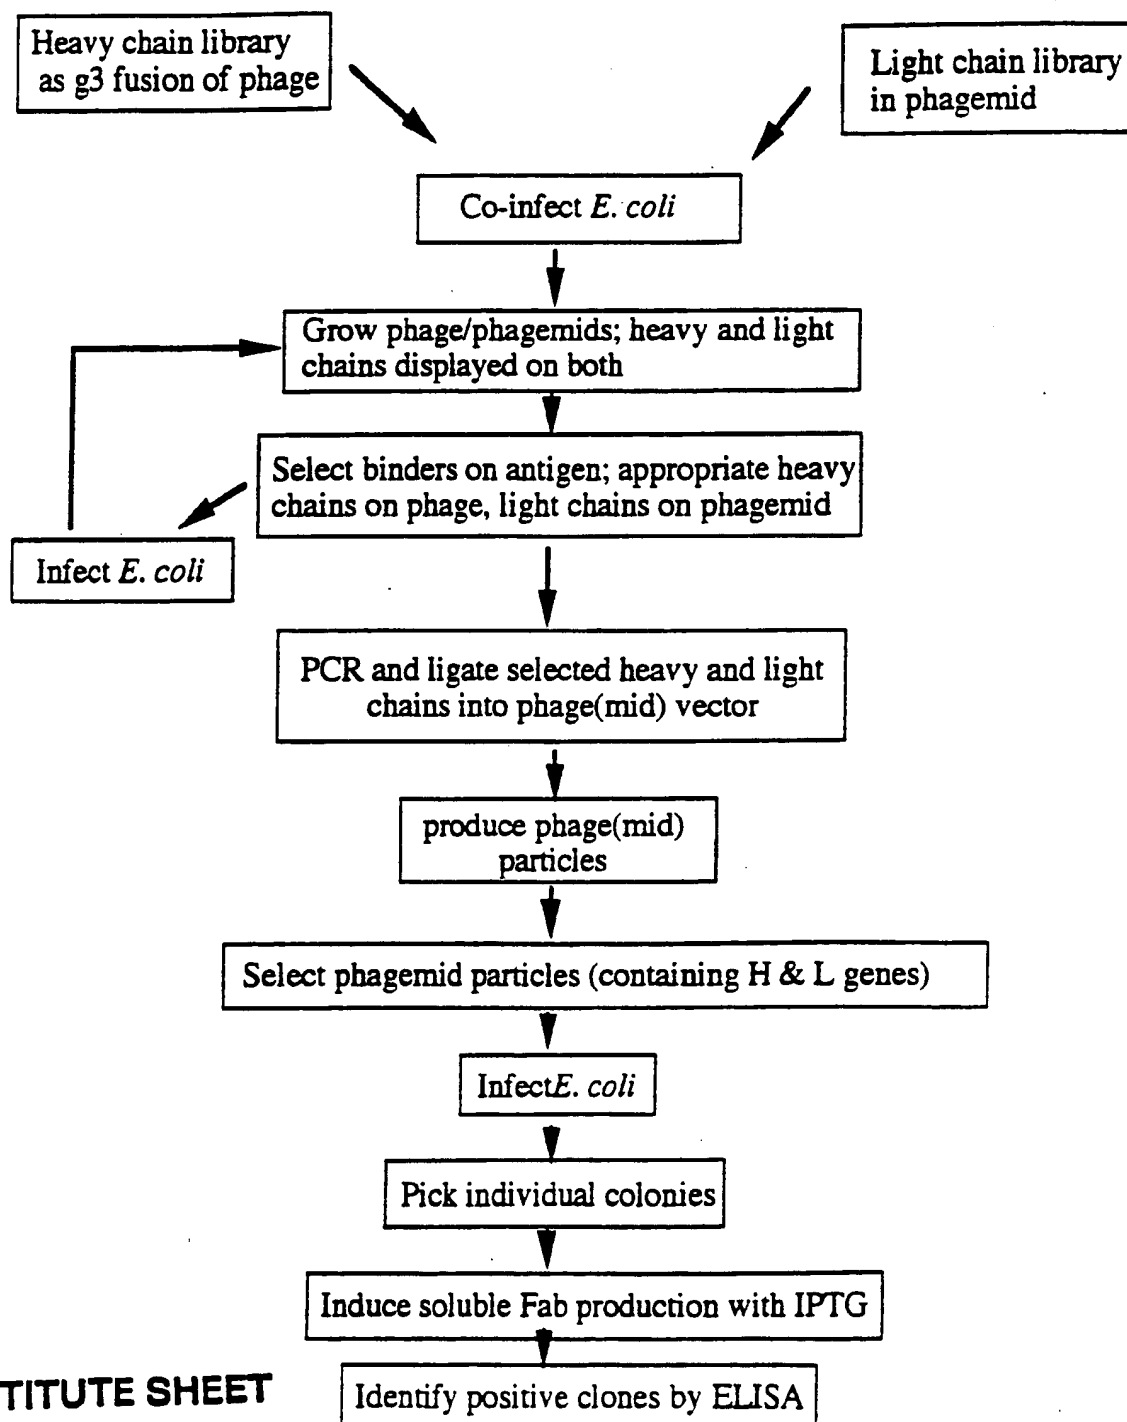 Heavy chain library
as g3 fusion of phage
Light chain library
in phagemid
Co-infect E. coli
Grow phage/phagemids; heavy and light
chains displayed on both
Select binders on antigen; appropriate heavy
chains on phage, light chains on phagemid
Infect E. coli
PCR and ligate selected heavy and light
chains into phage(mid) vector
produce phage(mid)
particles
Select phagemid particles (containing H & L genes)
InfectE. coli
Pick individual colonies
Induce soluble Fab production with IPTG
TITUTE SHEET
Identify positive clones by ELISA